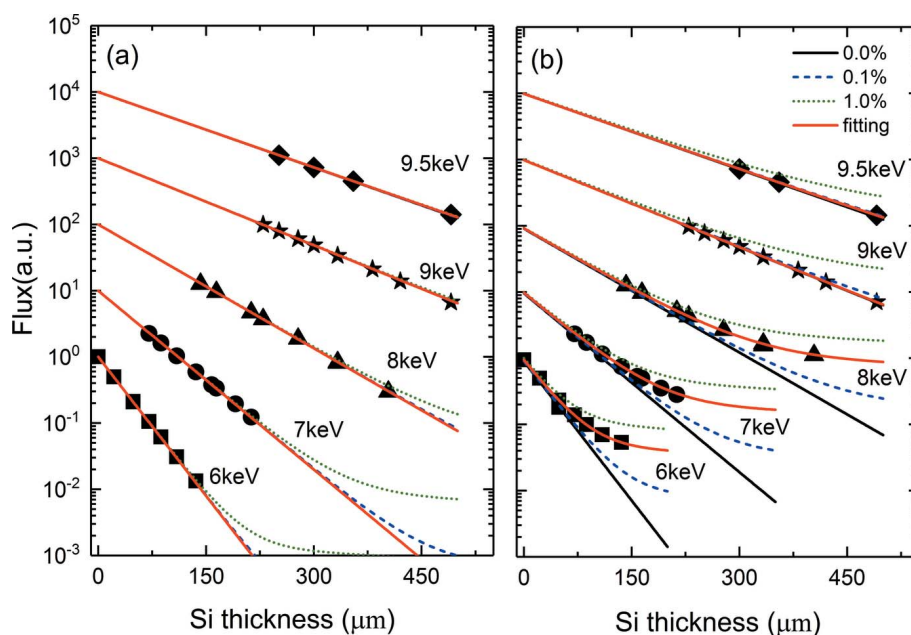 (a)
10^5
10^4
10^3
10^2
10^1
10^0
10^-1
10^-2
10^-3
Flux(a.u.)
9.5keV
9keV
8keV
7keV
6keV
0 150 300 450
Si thickness (μm)
(b)
0.0%
0.1%
1.0%
fitting
9.5keV
9keV
8keV
7keV
6keV
0 150 300 450
Si thickness (μm)